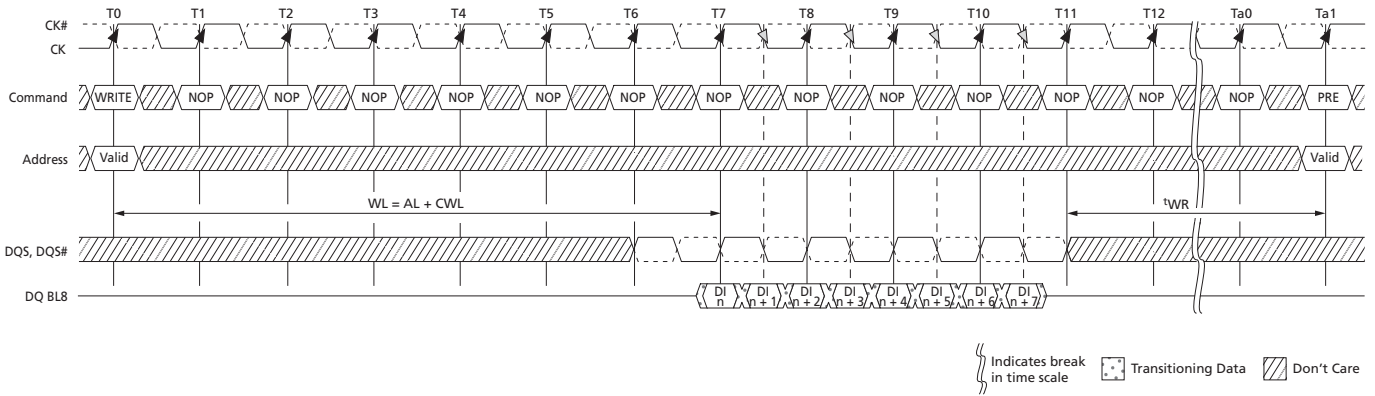 T0 T1 T2 T3 T4 T5 T6 T7 T8 T9 T10 T11 T12 Ta0 Ta1
CK#
CK
Command WRITE NOP NOP NOP NOP NOP NOP NOP NOP NOP NOP NOP NOP NOP PRE
Address Valid Valid
WL = AL + CWL tWR
DQS, DQS#
DQ BL8 DI n DI n + 1 DI n + 2 DI n + 3 DI n + 4 DI n + 5 DI n + 6 DI n + 7
Indicates break
in time scale
Transitioning Data
Don't Care